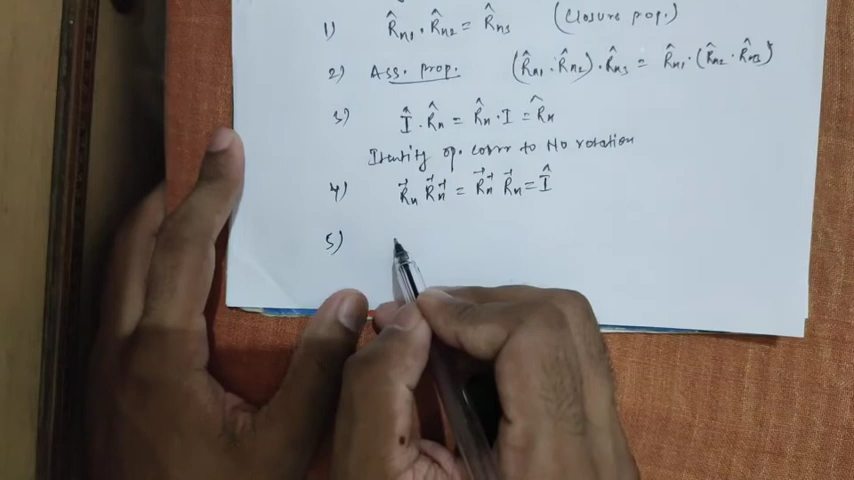 1) R̂n1 . R̂n2 = R̂n3 (Closure prop.)
2) Ass. prop. (R̂n1 . R̂n2) . R̂n3 = R̂n1 . (R̂n2 . R̂n3)
3) Î . R̂n = R̂n . I = R̂n
Identity op. corr to No rotation
4) R⃗n R⃗n⁻¹ = R⃗n⁻¹ R⃗n = Î
5)